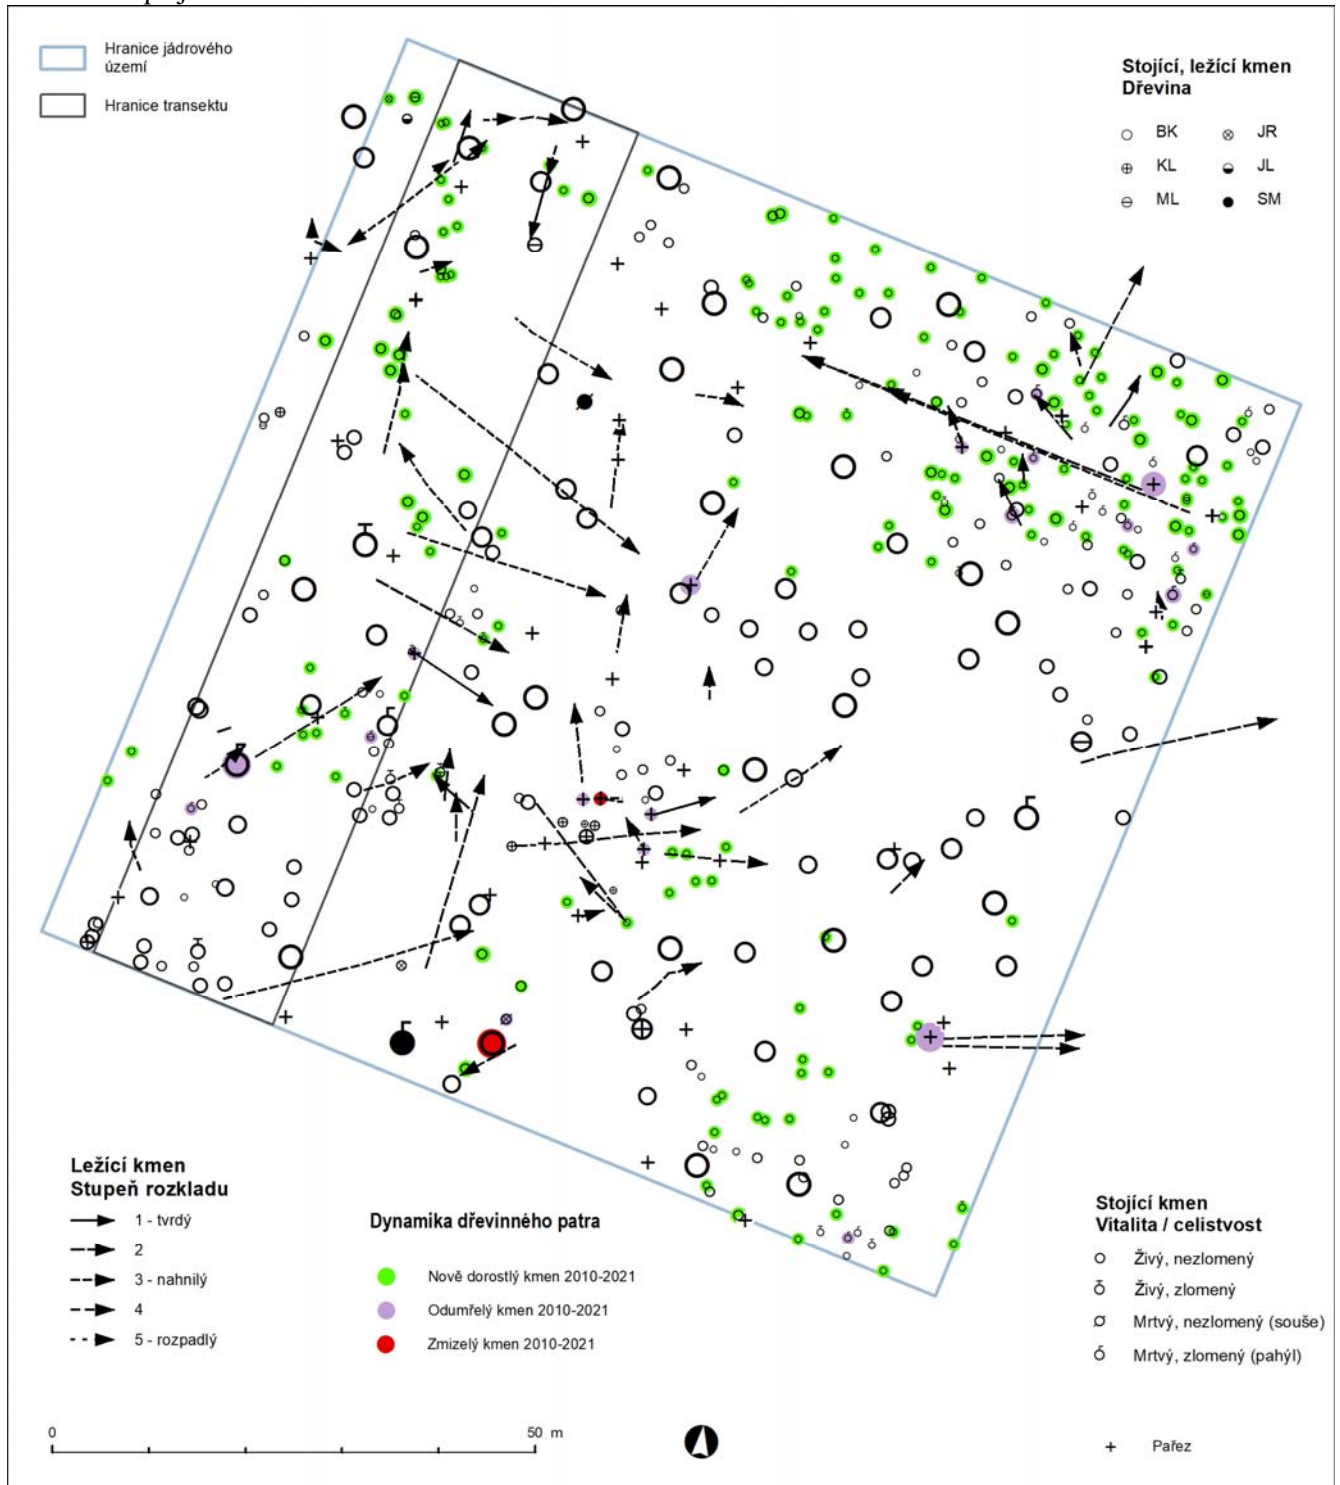 Hranice jádrového
území
Hranice transektu
Stojící, ležící kmen
Dřevina
BK
JR
KL
JL
ML
SM
Ležící kmen
Stupeň rozkladu
1 - tvrdý
2
3 - nahnilý
4
5 - rozpadlý
Dynamika dřevinného patra
Nově dorostlý kmen 2010-2021
Odumřelý kmen 2010-2021
Zmizelý kmen 2010-2021
Stojící kmen
Vitalita / celistvost
Živý, nezlomený
Živý, zlomený
Mrtvý, nezlomený (souše)
Mrtvý, zlomený (pahýl)
Pařez
0 50 m